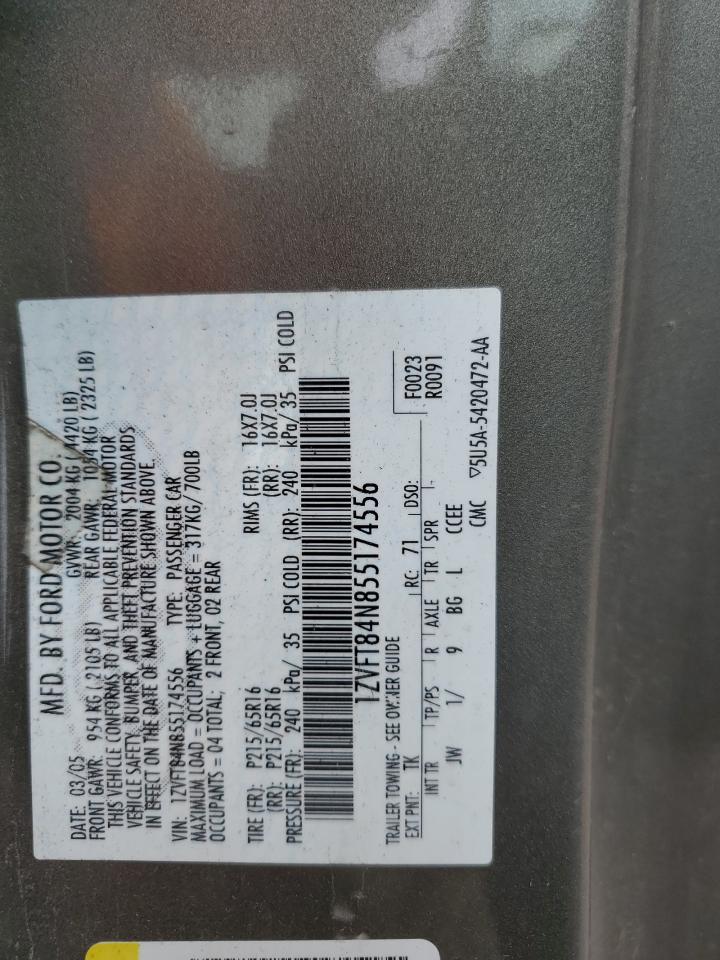 MFD. BY FORD MOTOR CO.
DATE: 03/05 GVWR: 2004 KG ( 4420 LB)
FRONT GAWR: 954 KG ( 2105 LB) REAR GAWR: 1054 KG ( 2325 LB)
THIS VEHICLE CONFORMS TO ALL APPLICABLE FEDERAL MOTOR
VEHICLE SAFETY, BUMPER, AND THEFT PREVENTION STANDARDS
IN EFFECT ON THE DATE OF MANUFACTURE SHOWN ABOVE.
VIN: 1ZVFT84N855174556 TYPE: PASSENGER CAR
MAXIMUM LOAD = OCCUPANTS + LUGGAGE = 317KG/700LB
OCCUPANTS = 04 TOTAL; 2 FRONT, 02 REAR
TIRE (FR): P215/65R16 RIMS (FR): 16X7.0J
(RR): P215/65R16 (RR): 16X7.0J
PRESSURE (FR): 240 kPa/ 35 PSI COLD (RR): 240 kPa/ 35 PSI COLD
1ZVFT84N855174556
TRAILER TOWING - SEE OWNER GUIDE F0023
EXT PNT: TK RC: 71 DSO: R0091
INT TR TP/PS R AXLE TR SPR
JW 1/ 9 BG L CCEE
CMC ▽5U5A-5420472-AA